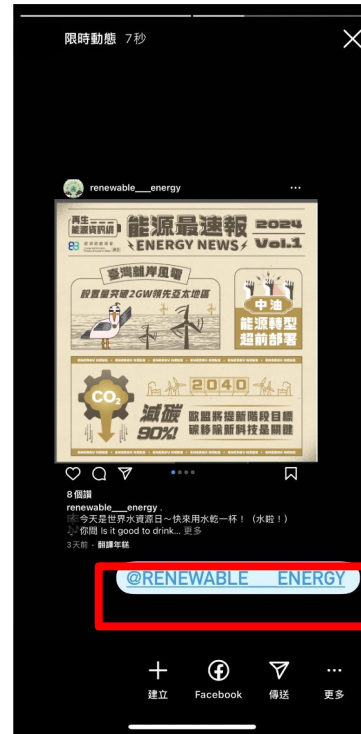 限時動態 7秒
renewable___energy
再生能源資訊網
能源最速報
ENERGY NEWS
2024
Vol.1
臺灣離岸風電
設置量突破2GW領先亞太地區
中油
能源轉型
超前部署
CO₂
2040
減碳
90%!
歐盟將提新階段目標
碳移除新科技是關鍵
8個讚
renewable___energy .
今天是世界水資源日～快來用水乾一杯！（水啦！）
你問 Is it good to drink... 更多
3天前・翻譯年糕
@RENEWABLE___ENERGY
建立
Facebook
傳送
更多